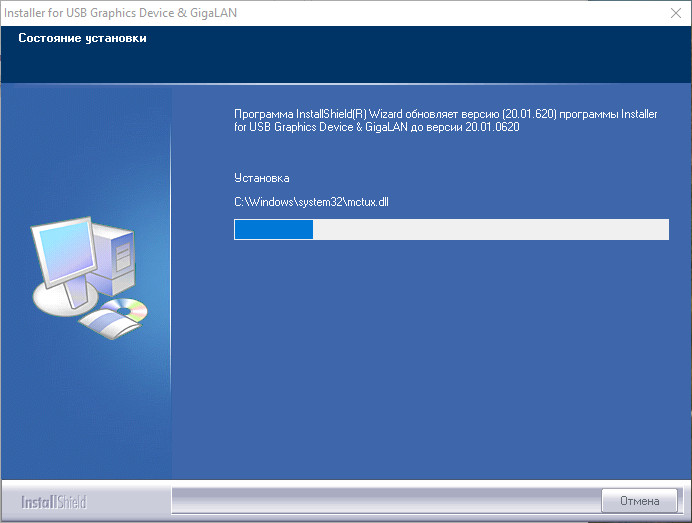 Installer for USB Graphics Device & GigaLAN
Состояние установки
Программа InstallShield(R) Wizard обновляет версию (20.01.620) программы Installer
for USB Graphics Device & GigaLAN до версии 20.01.0620
Установка
C:\Windows\system32\mctux.dll
InstallShield
Отмена